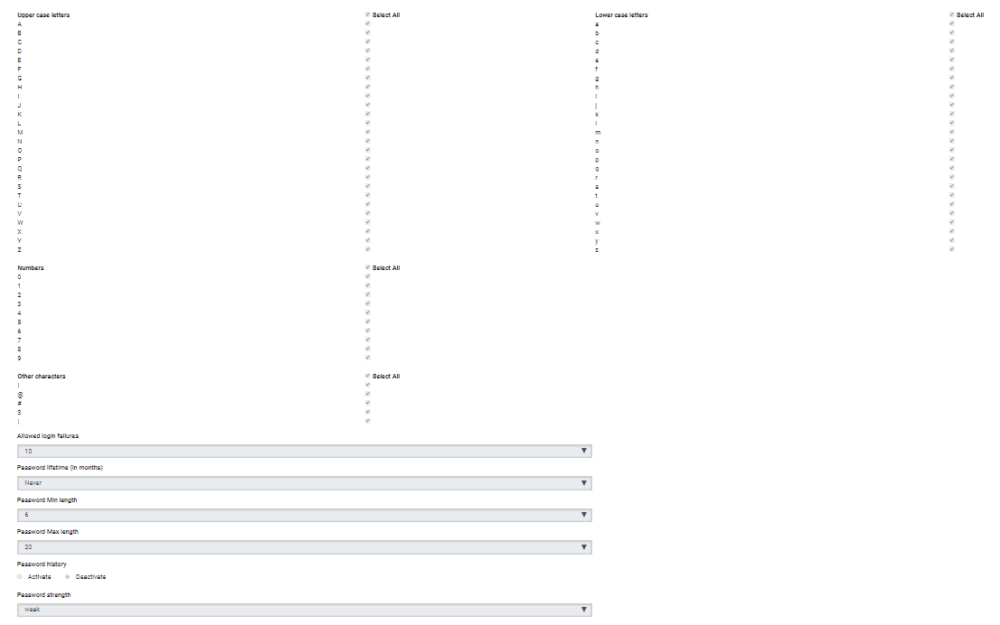 Upper case letters Select All
A
B
C
D
E
F
G
H
I
J
K
L
M
N
O
P
Q
R
S
T
U
V
W
X
Y
Z
Lower case letters Select All
a
b
c
d
e
f
g
h
i
j
k
l
m
n
o
p
q
r
s
t
u
v
w
x
y
z
Numbers Select All
0
1
2
3
4
5
6
7
8
9
Other characters Select All
@
#
Allowed login failures
10
Password lifetime (in months)
Never
Password Min length
6
Password Max length
20
Password history
Activate Deactivate
Password strength
weak